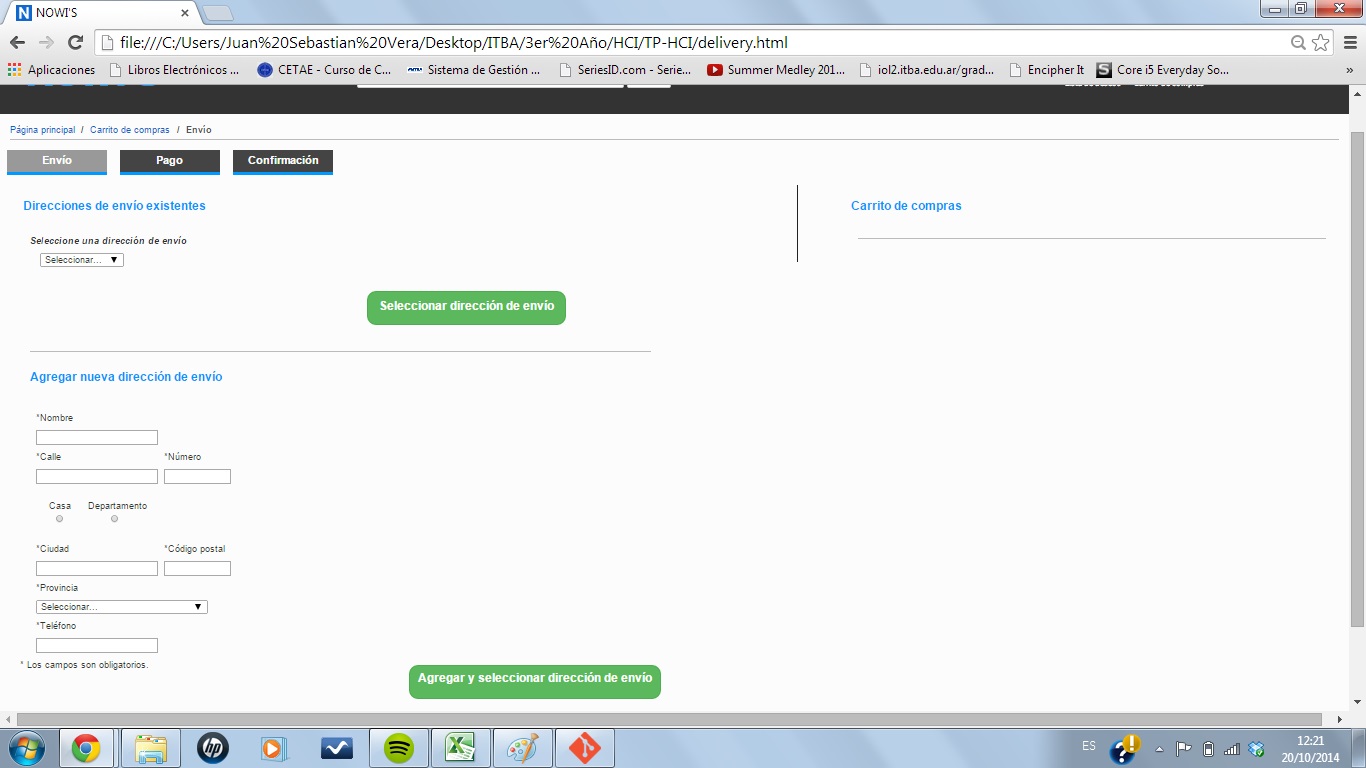 NOWI'S
file:///C:/Users/Juan%20Sebastian%20Vera/Desktop/ITBA/3er%20Año/HCI/TP-HCI/delivery.html
Aplicaciones Libros Electrónicos ... CETAE - Curso de C... Sistema de Gestión ... SeriesID.com - Serie... Summer Medley 201... iol2.itba.edu.ar/grad... Encipher It Core i5 Everyday So... »
Página principal / Carrito de compras / Envío
Envío Pago Confirmación
Direcciones de envío existentes
Carrito de compras
Seleccione una dirección de envío
Seleccionar...
Seleccionar dirección de envío
Agregar nueva dirección de envío
*Nombre
*Calle *Número
Casa Departamento
*Ciudad *Código postal
*Provincia
Seleccionar...
*Teléfono
* Los campos son obligatorios.
Agregar y seleccionar dirección de envío
ES 12:21
20/10/2014